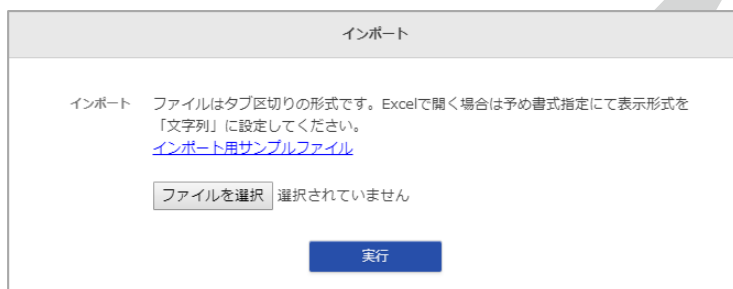 インポート
インポート ファイルはタブ区切りの形式です。Excelで開く場合は予め書式指定にて表示形式を
「文字列」に設定してください。
インポート用サンプルファイル
ファイルを選択 選択されていません
実行